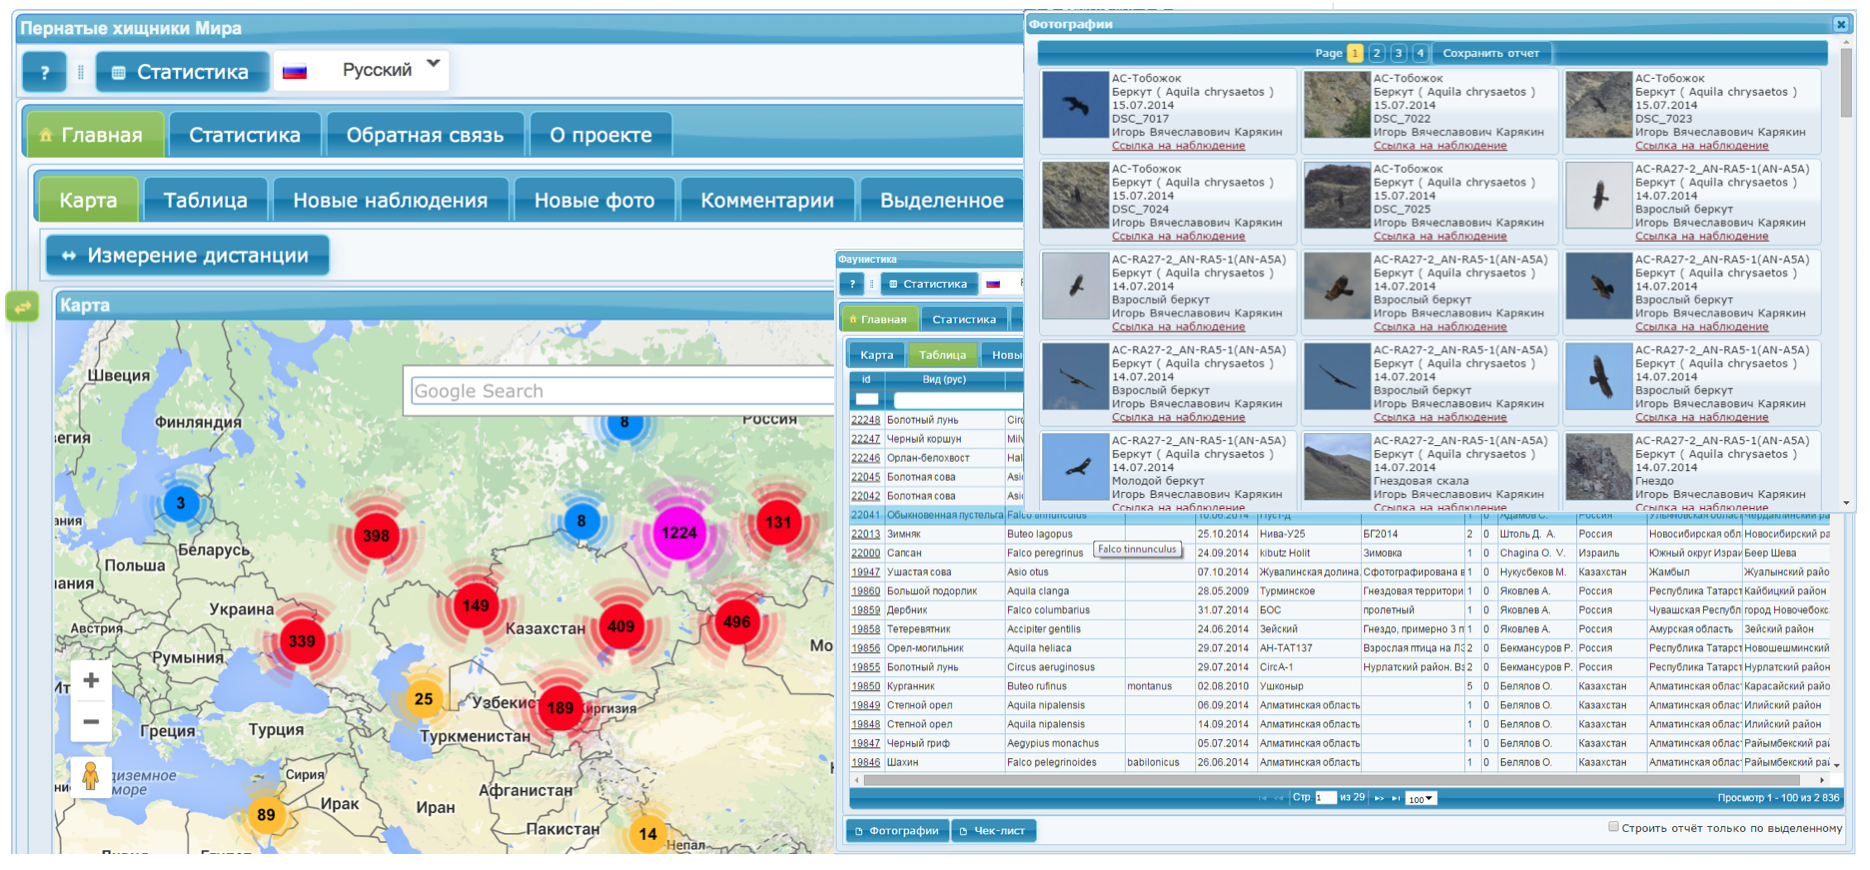 Пернатые хищники Мира
?
Статистика
Русский
Главная
Статистика
Обратная связь
О проекте
Карта
Таблица
Новые наблюдения
Новые фото
Комментарии
Выделенное
Измерение дистанции
Карта
Google Search
Швеция
Финляндия
Россия
Беларусь
Польша
Украина
Австрия
Румыния
Казахстан
Греция
Турция
Туркменистан
Сирия
Ирак
Иран
Афганистан
Пакистан
Непал
море
8
3
398
8
1224
131
149
409
496
339
25
189
89
14
Фаунистика
?
Статистика
Главная
Статистика
Карта
Таблица
id
Вид (рус)
22248 Болотный лунь
22247 Черный коршун
22246 Орлан-белохвост
22045 Болотная сова
22042 Болотная сова
22041 Обыкновенная пустельга Falco tinnunculus 10.06.2014 Пуст-д 1 0 Адамов С. Россия
22013 Зимняк Buteo lagopus 25.10.2014 Нива-У25 БГ2014 2 0 Штоль Д. А. Россия Новосибирская обл Новосибирский ра
Falco tinnunculus
22000 Сапсан Falco peregrinus 24.09.2014 kibutz Holit Зимовка 1 0 Chagina O. V. Израиль Южный округ Израи Беер Шева
19947 Ушастая сова Asio otus 07.10.2014 Жувалинская долина. Сфотографирована в 1 0 Нукусбеков М. Казахстан Жамбыл Жуалынский райо
19860 Большой подорлик Aquila clanga 28.05.2009 Турминское Гнездовая территори 1 0 Яковлев А. Россия Республика Татарст Кайбицкий район
19859 Дербник Falco columbarius 31.07.2014 БОС пролетный 1 0 Яковлев А. Россия Чувашская Республ город Новочебокс
19858 Тетеревятник Accipiter gentilis 24.06.2014 Зейский Гнездо, примерно 3 п 1 0 Яковлев А. Россия Амурская область Зейский район
19856 Орел-могильник Aquila heliaca 29.07.2014 АН-ТАТ137 Взрослая птица на ЛЭ 2 0 Бекмансуров Р. Россия Республика Татарст Новошешминский
19855 Болотный лунь Circus aeruginosus 29.07.2014 CircA-1 Нурлатский район. Вз 2 0 Бекмансуров Р. Россия Республика Татарст Нурлатский район
19850 Курганник Buteo rufinus montanus 02.08.2010 Ушконыр 5 0 Белялов О. Казахстан Алматинская област Карасайский райо
19849 Степной орел Aquila nipalensis 06.09.2014 Алматинская область 1 0 Белялов О. Казахстан Алматинская област Илийский район
19848 Степной орел Aquila nipalensis 14.09.2014 Алматинская область 1 0 Белялов О. Казахстан Алматинская област Илийский район
19847 Черный гриф Aegypius monachus 05.07.2014 Алматинская область 1 0 Белялов О. Казахстан Алматинская област Райымбекский рай
19846 Шахин Falco pelegrinoides babilonicus 26.06.2014 Алматинская область 1 0 Белялов О. Казахстан Алматинская област Райымбекский рай
Стр. 1 из 29 100
Просмотр 1 - 100 из 2 836
Фотографии
Чек-лист
Строить отчёт только по выделенному
Фотографии
Page 1 2 3 4 Сохранить отчет
АС-Тобожок
Беркут ( Aquila chrysaetos )
15.07.2014
DSC_7017
Игорь Вячеславович Карякин
Ссылка на наблюдение
АС-Тобожок
Беркут ( Aquila chrysaetos )
15.07.2014
DSC_7022
Игорь Вячеславович Карякин
Ссылка на наблюдение
АС-Тобожок
Беркут ( Aquila chrysaetos )
15.07.2014
DSC_7023
Игорь Вячеславович Карякин
Ссылка на наблюдение
АС-Тобожок
Беркут ( Aquila chrysaetos )
15.07.2014
DSC_7024
Игорь Вячеславович Карякин
Ссылка на наблюдение
АС-Тобожок
Беркут ( Aquila chrysaetos )
15.07.2014
DSC_7025
Игорь Вячеславович Карякин
Ссылка на наблюдение
AC-RA27-2_AN-RA5-1(AN-A5A)
Беркут ( Aquila chrysaetos )
14.07.2014
Взрослый беркут
Игорь Вячеславович Карякин
Ссылка на наблюдение
AC-RA27-2_AN-RA5-1(AN-A5A)
Беркут ( Aquila chrysaetos )
14.07.2014
Взрослый беркут
Игорь Вячеславович Карякин
Ссылка на наблюдение
AC-RA27-2_AN-RA5-1(AN-A5A)
Беркут ( Aquila chrysaetos )
14.07.2014
Взрослый беркут
Игорь Вячеславович Карякин
Ссылка на наблюдение
AC-RA27-2_AN-RA5-1(AN-A5A)
Беркут ( Aquila chrysaetos )
14.07.2014
Взрослый беркут
Игорь Вячеславович Карякин
Ссылка на наблюдение
AC-RA27-2_AN-RA5-1(AN-A5A)
Беркут ( Aquila chrysaetos )
14.07.2014
Взрослый беркут
Игорь Вячеславович Карякин
Ссылка на наблюдение
AC-RA27-2_AN-RA5-1(AN-A5A)
Беркут ( Aquila chrysaetos )
14.07.2014
Взрослый беркут
Игорь Вячеславович Карякин
Ссылка на наблюдение
AC-RA27-2_AN-RA5-1(AN-A5A)
Беркут ( Aquila chrysaetos )
14.07.2014
Взрослый беркут
Игорь Вячеславович Карякин
Ссылка на наблюдение
AC-RA27-2_AN-RA5-1(AN-A5A)
Беркут ( Aquila chrysaetos )
14.07.2014
Молодой беркут
Игорь Вячеславович Карякин
Ссылка на наблюдение
AC-RA27-2_AN-RA5-1(AN-A5A)
Беркут ( Aquila chrysaetos )
14.07.2014
Гнездовая скала
Игорь Вячеславович Карякин
Ссылка на наблюдение
AC-RA27-2_AN-RA5-1(AN-A5A)
Беркут ( Aquila chrysaetos )
14.07.2014
Гнездо
Игорь Вячеславович Карякин
Ссылка на наблюдение